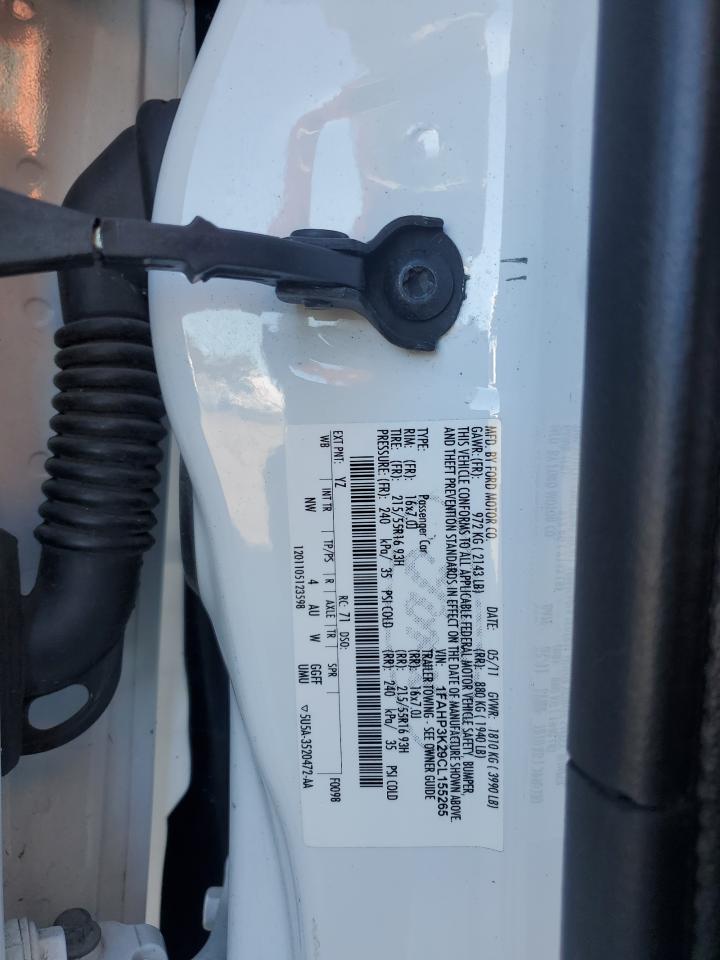 MFD. BY FORD MOTOR CO.
DATE: 05/11 GVWR: 1810 KG ( 3990 LB)
GAWR: (FR): 972 KG ( 2143 LB) (RR): 880 KG ( 1940 LB)
THIS VEHICLE CONFORMS TO ALL APPLICABLE FEDERAL MOTOR VEHICLE SAFETY, BUMPER,
AND THEFT PREVENTION STANDARDS IN EFFECT ON THE DATE OF MANUFACTURE SHOWN ABOVE.
VIN: 1FAHP3K29CL155265
TYPE: Passenger Car TRAILER TOWING - SEE OWNER GUIDE
RIM: (FR): 16x7.0J (RR): 16x7.0J
TIRE: (FR): 215/55R16 93H (RR): 215/55R16 93H
PRESSURE: (FR): 240 kPa/ 35 PSI COLD (RR): 240 kPa/ 35 PSI COLD
EXT PNT: YZ RC: 71 DSO: F0098
WB INT TR TP/PS R AXLE TR SPR
NW 4 AU W GGFF
UMU
1201105123598 ▽5U5A-3520472-AA